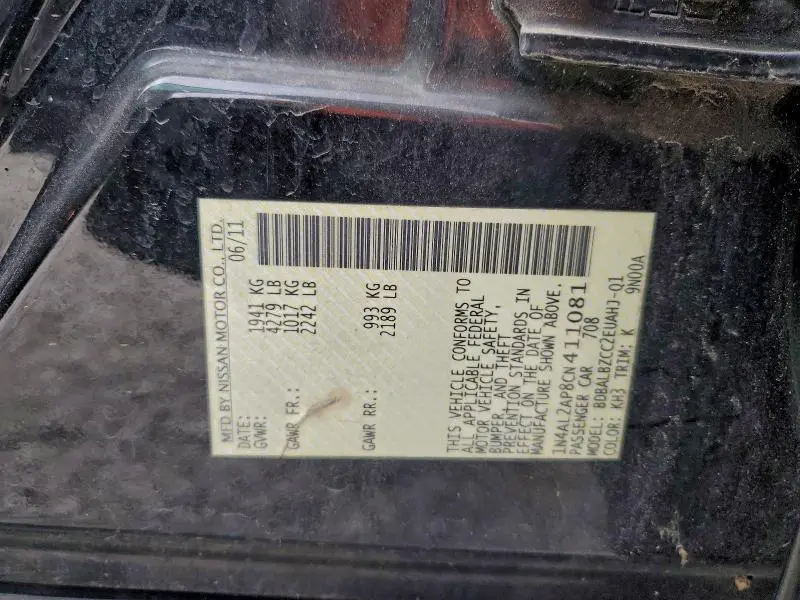 MFD BY NISSAN MOTOR CO., LTD.
DATE: 06/11
GVWR: 1941 KG
4279 LB
GAWR FR.: 1017 KG
2242 LB
GAWR RR.: 993 KG
2189 LB
THIS VEHICLE CONFORMS TO
ALL APPLICABLE FEDERAL
MOTOR VEHICLE SAFETY,
BUMPER, AND THEFT
PREVENTION STANDARDS IN
EFFECT ON THE DATE OF
MANUFACTURE SHOWN ABOVE.
1N4AL2AP8CN411081
PASSENGER CAR 708
MODEL: BDBALBZCC2EUAHJ-Q1
COLOR: KH3 TRIM: K 9N00A